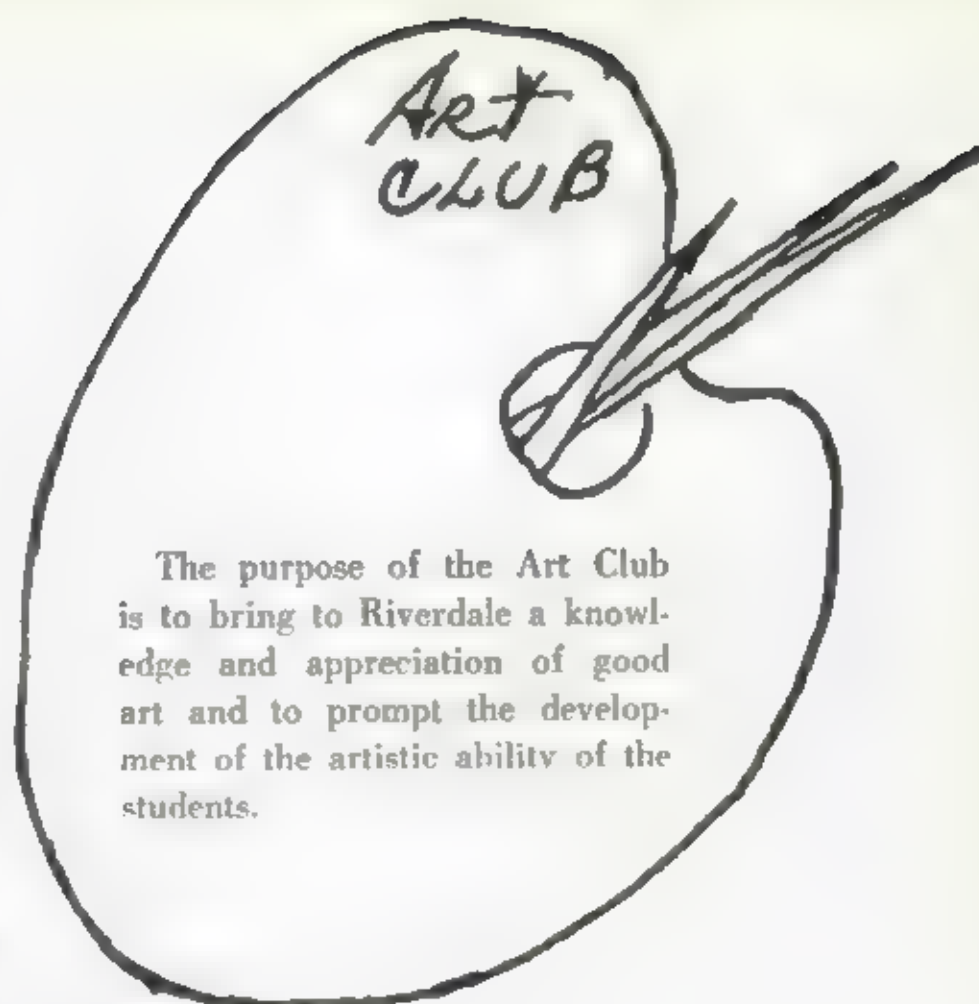 ART
CLUB
The purpose of the Art Club
is to bring to Riverdale a knowl-
edge and appreciation of good
art and to prompt the develop-
ment of the artistic ability of the
students.